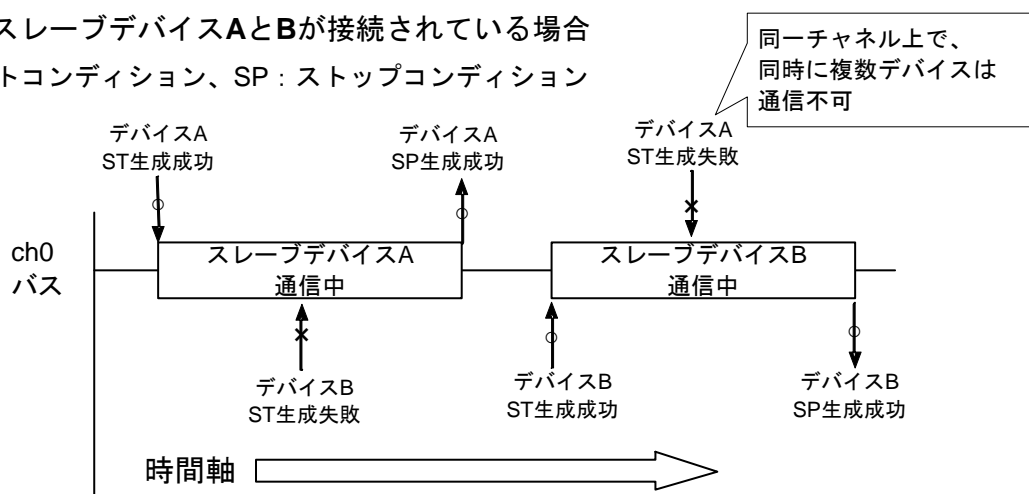 スレーブデバイスAとBが接続されている場合
トコンディション、SP：ストップコンディション
同一チャネル上で、
同時に複数デバイスは
通信不可
デバイスA
ST生成成功
デバイスA
SP生成成功
デバイスA
ST生成失敗
ch0
バス
スレーブデバイスA
通信中
スレーブデバイスB
通信中
デバイスB
ST生成失敗
デバイスB
ST生成成功
デバイスB
SP生成成功
時間軸